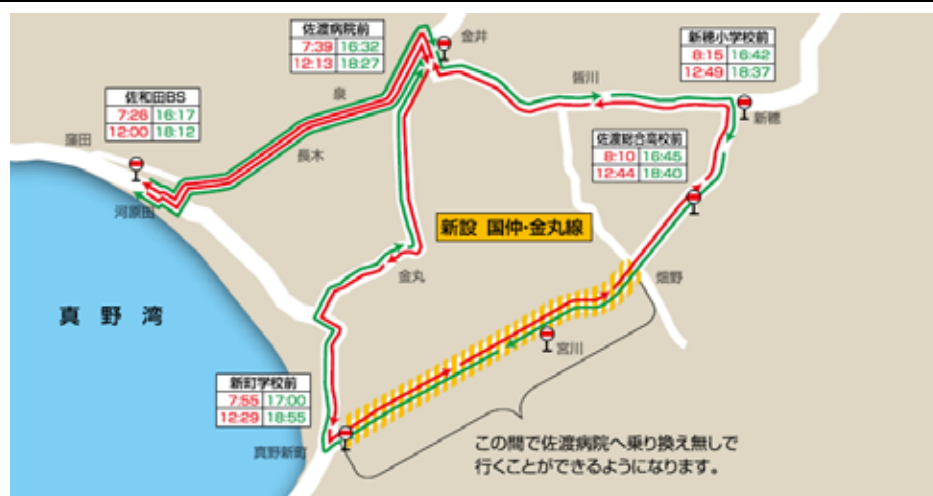 佐渡病院前
7:39 16:32
12:13 18:27
金井
新穂小学校前
8:15 16:42
12:49 18:37
皆川
新穂
佐和田BS
7:26 16:17
12:00 18:12
泉
窪田
長木
佐渡総合高校前
8:10 16:45
12:44 18:40
河原田
新設 国仲・金丸線
金丸
畑野
真野湾
宮川
新町学校前
7:55 17:00
12:29 18:55
真野新町
この間で佐渡病院へ乗り換え無しで
行くことができるようになります。